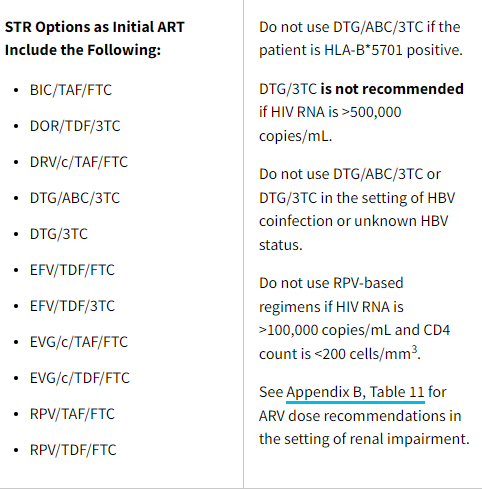 STR Options as Initial ART
Include the Following:
• BIC/TAF/FTC
• DOR/TDF/3TC
• DRV/c/TAF/FTC
• DTG/ABC/3TC
• DTG/3TC
• EFV/TDF/FTC
• EFV/TDF/3TC
• EVG/c/TAF/FTC
• EVG/c/TDF/FTC
• RPV/TAF/FTC
• RPV/TDF/FTC
Do not use DTG/ABC/3TC if the
patient is HLA-B*5701 positive.
DTG/3TC is not recommended
if HIV RNA is >500,000
copies/mL.
Do not use DTG/ABC/3TC or
DTG/3TC in the setting of HBV
coinfection or unknown HBV
status.
Do not use RPV-based
regimens if HIV RNA is
>100,000 copies/mL and CD4
count is <200 cells/mm³.
See Appendix B, Table 11 for
ARV dose recommendations in
the setting of renal impairment.